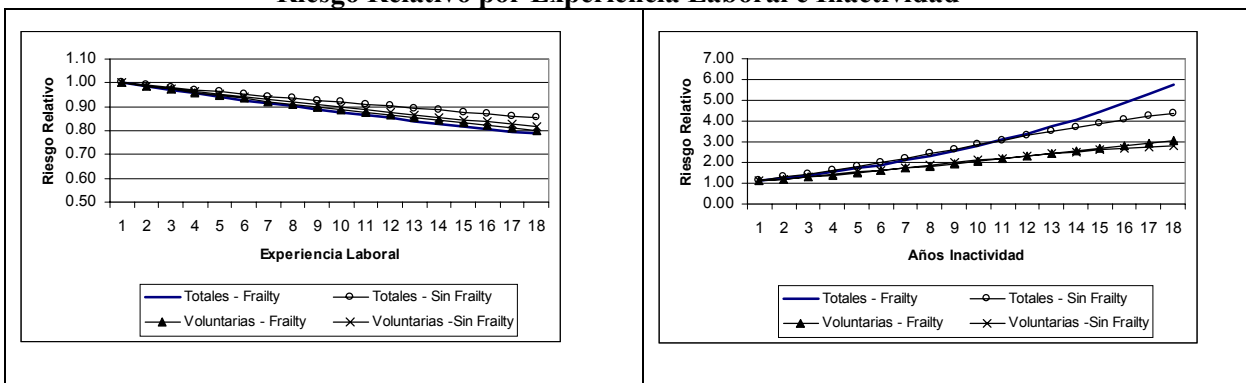 Riesgo Relativo por Experiencia Laboral e Inactividad
Riesgo Relativo
1.10
1.00
0.90
0.80
0.70
0.60
0.50
1 2 3 4 5 6 7 8 9 10 11 12 13 14 15 16 17 18
Experiencia Laboral
Totales - Frailty
Totales - Sin Frailty
Voluntarias - Frailty
Voluntarias -Sin Frailty
Riesgo Relativo
7.00
6.00
5.00
4.00
3.00
2.00
1.00
0.00
1 2 3 4 5 6 7 8 9 10 11 12 13 14 15 16 17 18
Años Inactividad
Totales - Frailty
Totales - Sin Frailty
Voluntarias - Frailty
Voluntarias -Sin Frailty